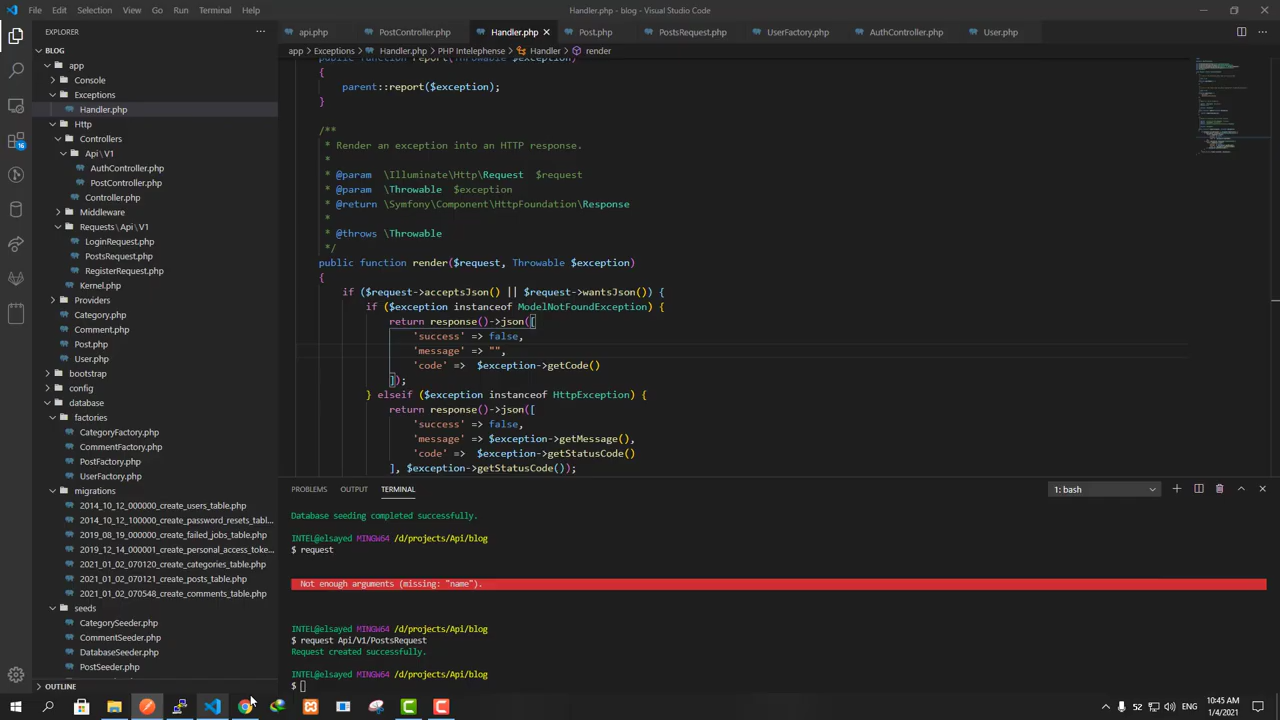 File Edit Selection View Go Run Terminal Help
Handler.php - blog - Visual Studio Code
EXPLORER
api.php PostController.php Handler.php Post.php PostsRequest.php UserFactory.php AuthController.php User.php
BLOG
app > Exceptions > Handler.php > PHP Intelephense > Handler > render
app
Console
Exceptions
Handler.php
Http
Controllers
Api\V1
AuthController.php
PostController.php
Controller.php
Middleware
Requests\Api\V1
LoginRequest.php
PostsRequest.php
RegisterRequest.php
Kernel.php
Providers
Category.php
Comment.php
Post.php
User.php
bootstrap
config
database
factories
CategoryFactory.php
CommentFactory.php
PostFactory.php
UserFactory.php
migrations
2014_10_12_000000_create_users_table.php
2014_10_12_100000_create_password_resets_tabl...
2019_08_19_000000_create_failed_jobs_table.php
2019_12_14_000001_create_personal_access_toke...
2021_01_02_070120_create_categories_table.php
2021_01_02_070121_create_posts_table.php
2021_01_02_070548_create_comments_table.php
seeds
CategorySeeder.php
CommentSeeder.php
DatabaseSeeder.php
PostSeeder.php
OUTLINE
16
public function report(Throwable $exception)
{
parent::report($exception);
}
/**
* Render an exception into an HTTP response.
*
* @param \Illuminate\Http\Request $request
* @param \Throwable $exception
* @return \Symfony\Component\HttpFoundation\Response
*
* @throws \Throwable
*/
public function render($request, Throwable $exception)
{
if ($request->acceptsJson() || $request->wantsJson()) {
if ($exception instanceof ModelNotFoundException) {
return response()->json([
'success' => false,
'message' => "",
'code' => $exception->getCode()
]);
} elseif ($exception instanceof HttpException) {
return response()->json([
'success' => false,
'message' => $exception->getMessage(),
'code' => $exception->getStatusCode()
], $exception->getStatusCode());
PROBLEMS OUTPUT TERMINAL
1: bash
Database seeding completed successfully.
INTEL@elsayed MINGW64 /d/projects/Api/blog
$ request
Not enough arguments (missing: "name").
INTEL@elsayed MINGW64 /d/projects/Api/blog
$ request Api/V1/PostsRequest
Request created successfully.
INTEL@elsayed MINGW64 /d/projects/Api/blog
$
ENG
10:45 AM
1/4/2021